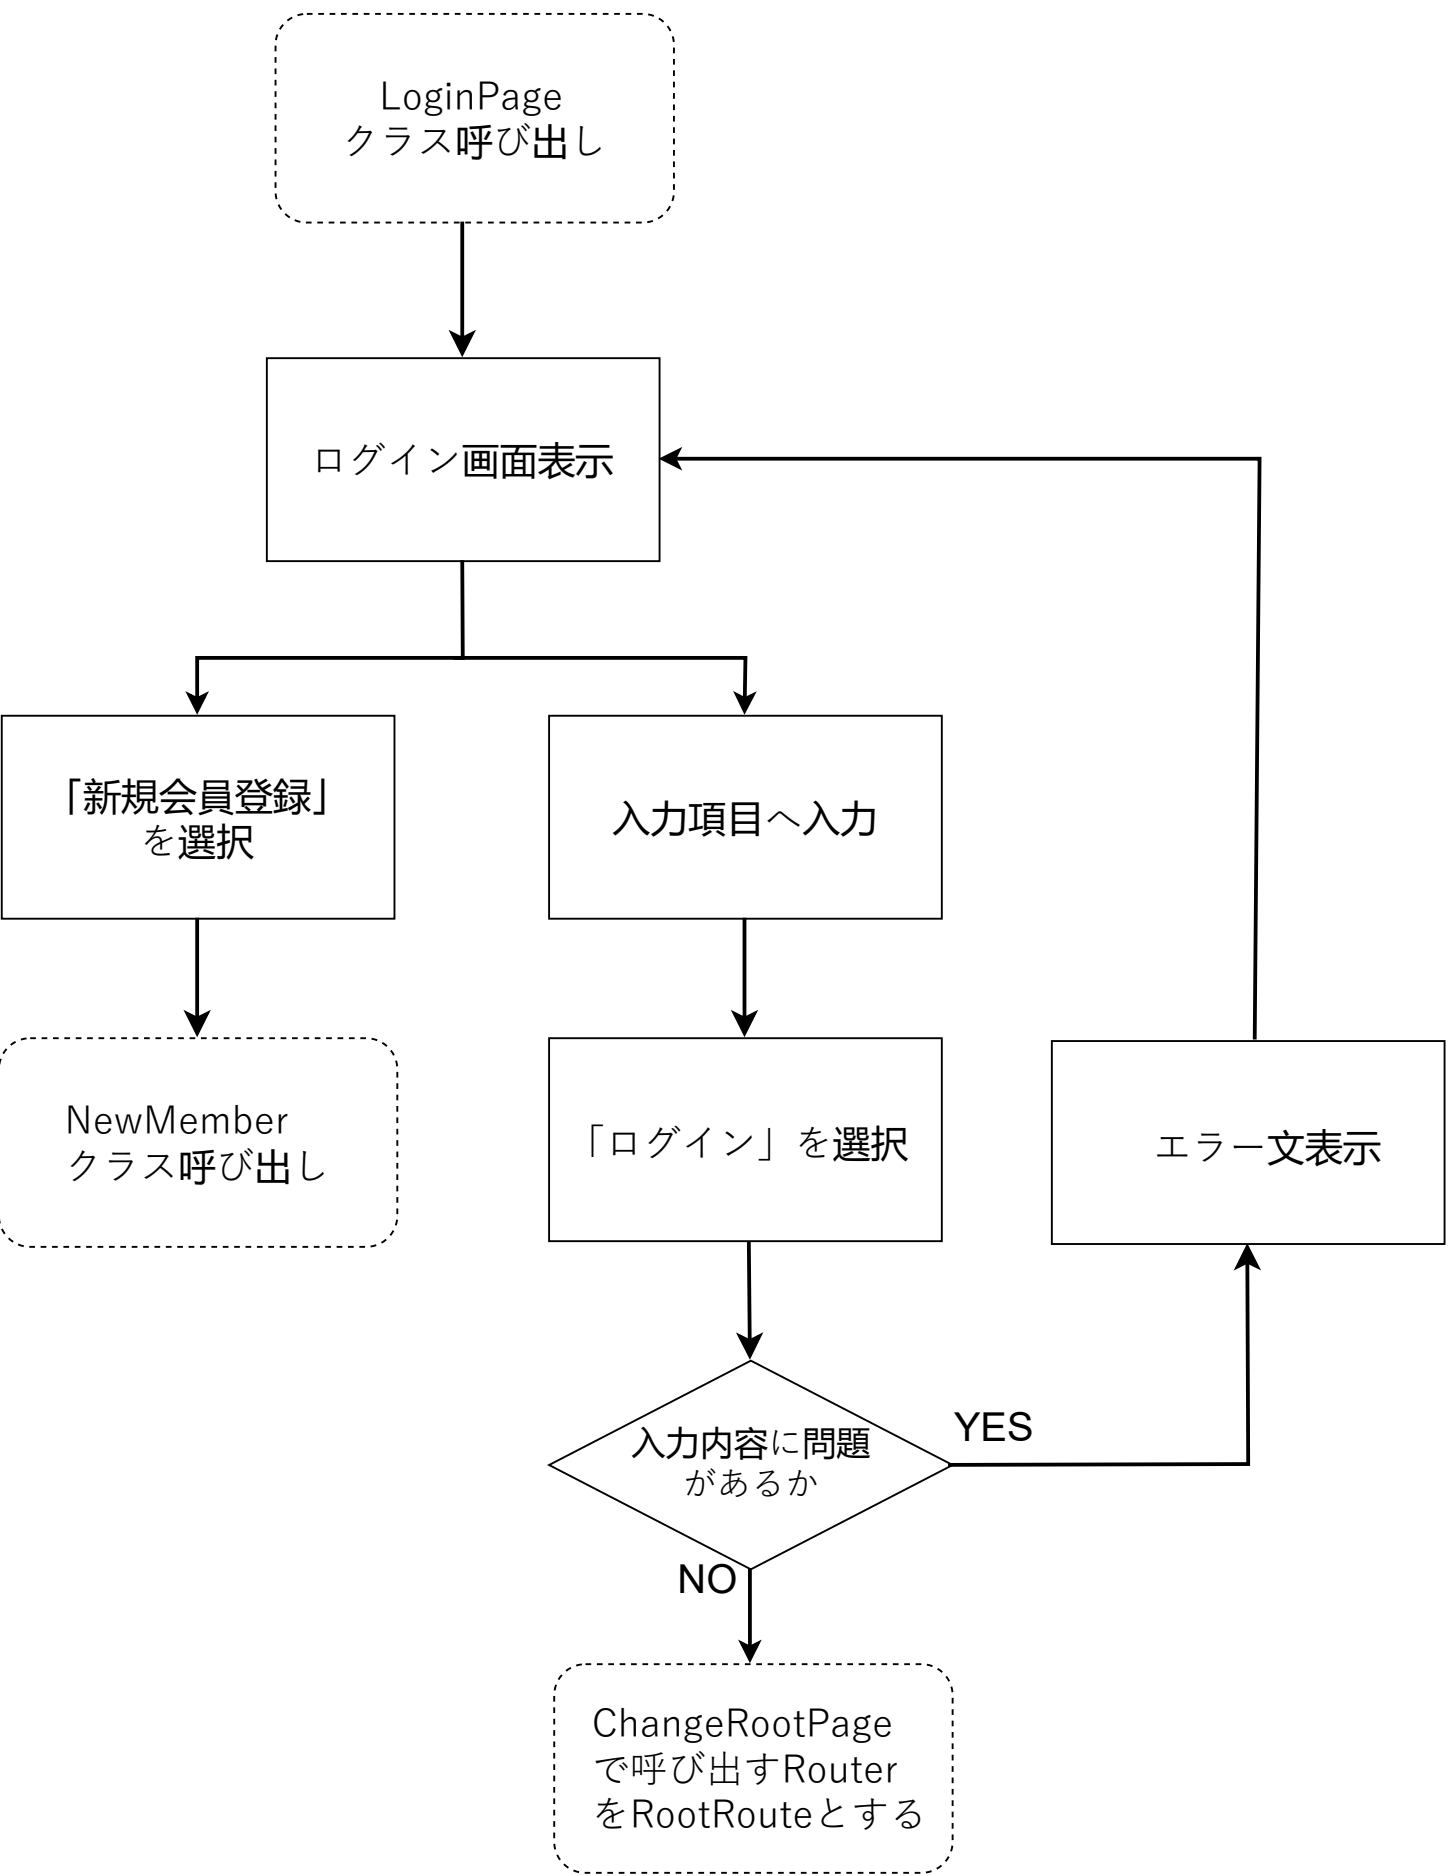 LoginPage
クラス呼び出し
ログイン画面表示
「新規会員登録」
を選択
入力項目へ入力
NewMember
クラス呼び出し
「ログイン」を選択
エラー文表示
入力内容に問題
があるか
YES
NO
ChangeRootPage
で呼び出すRouter
をRootRouteとする